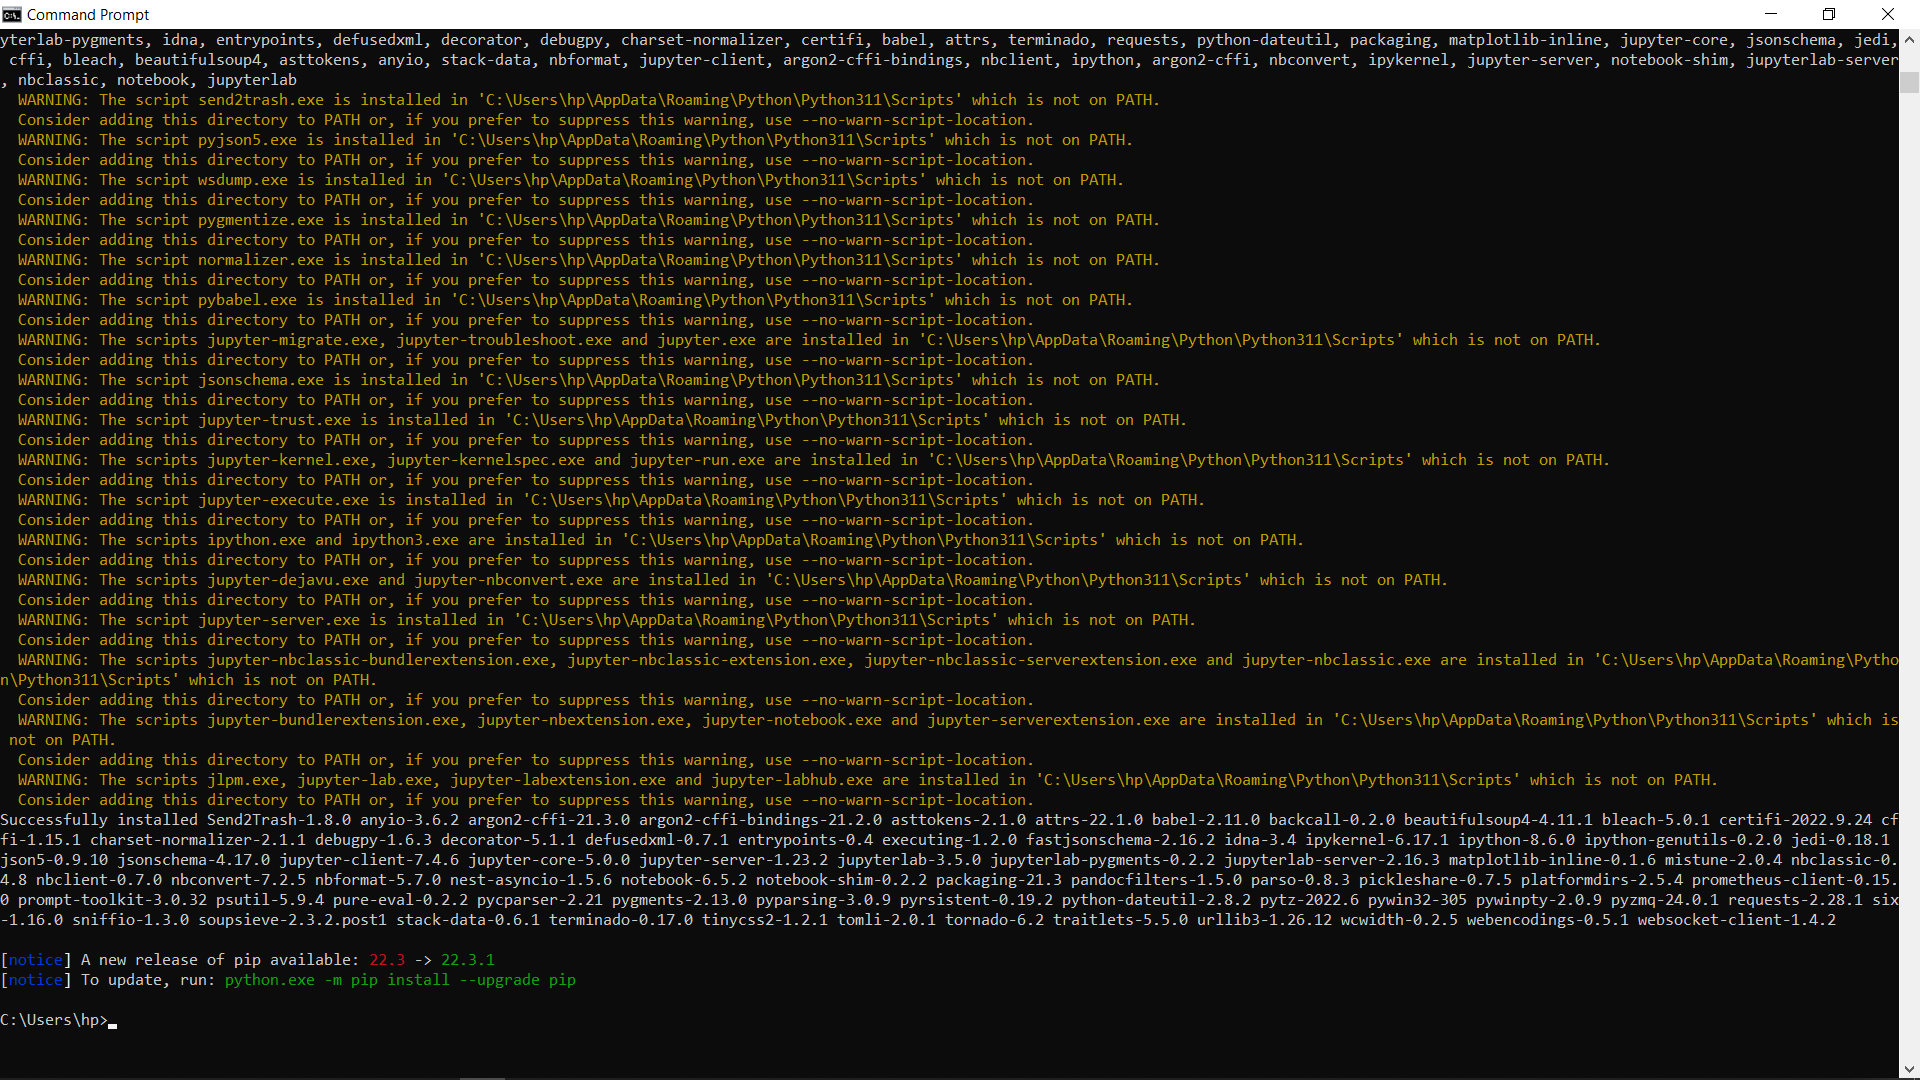 Command Prompt
yterlab-pygments, idna, entrypoints, defusedxml, decorator, debugpy, charset-normalizer, certifi, babel, attrs, terminado, requests, python-dateutil, packaging, matplotlib-inline, jupyter-core, jsonschema, jedi,
cffi, bleach, beautifulsoup4, asttokens, anyio, stack-data, nbformat, jupyter-client, argon2-cffi-bindings, nbclient, ipython, argon2-cffi, nbconvert, ipykernel, jupyter-server, notebook-shim, jupyterlab-server
, nbclassic, notebook, jupyterlab
WARNING: The script send2trash.exe is installed in 'C:\Users\hp\AppData\Roaming\Python\Python311\Scripts' which is not on PATH.
Consider adding this directory to PATH or, if you prefer to suppress this warning, use --no-warn-script-location.
WARNING: The script pyjson5.exe is installed in 'C:\Users\hp\AppData\Roaming\Python\Python311\Scripts' which is not on PATH.
Consider adding this directory to PATH or, if you prefer to suppress this warning, use --no-warn-script-location.
WARNING: The script wsdump.exe is installed in 'C:\Users\hp\AppData\Roaming\Python\Python311\Scripts' which is not on PATH.
Consider adding this directory to PATH or, if you prefer to suppress this warning, use --no-warn-script-location.
WARNING: The script pygmentize.exe is installed in 'C:\Users\hp\AppData\Roaming\Python\Python311\Scripts' which is not on PATH.
Consider adding this directory to PATH or, if you prefer to suppress this warning, use --no-warn-script-location.
WARNING: The script normalizer.exe is installed in 'C:\Users\hp\AppData\Roaming\Python\Python311\Scripts' which is not on PATH.
Consider adding this directory to PATH or, if you prefer to suppress this warning, use --no-warn-script-location.
WARNING: The script pybabel.exe is installed in 'C:\Users\hp\AppData\Roaming\Python\Python311\Scripts' which is not on PATH.
Consider adding this directory to PATH or, if you prefer to suppress this warning, use --no-warn-script-location.
WARNING: The scripts jupyter-migrate.exe, jupyter-troubleshoot.exe and jupyter.exe are installed in 'C:\Users\hp\AppData\Roaming\Python\Python311\Scripts' which is not on PATH.
Consider adding this directory to PATH or, if you prefer to suppress this warning, use --no-warn-script-location.
WARNING: The script jsonschema.exe is installed in 'C:\Users\hp\AppData\Roaming\Python\Python311\Scripts' which is not on PATH.
Consider adding this directory to PATH or, if you prefer to suppress this warning, use --no-warn-script-location.
WARNING: The script jupyter-trust.exe is installed in 'C:\Users\hp\AppData\Roaming\Python\Python311\Scripts' which is not on PATH.
Consider adding this directory to PATH or, if you prefer to suppress this warning, use --no-warn-script-location.
WARNING: The scripts jupyter-kernel.exe, jupyter-kernelspec.exe and jupyter-run.exe are installed in 'C:\Users\hp\AppData\Roaming\Python\Python311\Scripts' which is not on PATH.
Consider adding this directory to PATH or, if you prefer to suppress this warning, use --no-warn-script-location.
WARNING: The script jupyter-execute.exe is installed in 'C:\Users\hp\AppData\Roaming\Python\Python311\Scripts' which is not on PATH.
Consider adding this directory to PATH or, if you prefer to suppress this warning, use --no-warn-script-location.
WARNING: The scripts ipython.exe and ipython3.exe are installed in 'C:\Users\hp\AppData\Roaming\Python\Python311\Scripts' which is not on PATH.
Consider adding this directory to PATH or, if you prefer to suppress this warning, use --no-warn-script-location.
WARNING: The scripts jupyter-dejavu.exe and jupyter-nbconvert.exe are installed in 'C:\Users\hp\AppData\Roaming\Python\Python311\Scripts' which is not on PATH.
Consider adding this directory to PATH or, if you prefer to suppress this warning, use --no-warn-script-location.
WARNING: The script jupyter-server.exe is installed in 'C:\Users\hp\AppData\Roaming\Python\Python311\Scripts' which is not on PATH.
Consider adding this directory to PATH or, if you prefer to suppress this warning, use --no-warn-script-location.
WARNING: The scripts jupyter-nbclassic-bundlerextension.exe, jupyter-nbclassic-extension.exe, jupyter-nbclassic-serverextension.exe and jupyter-nbclassic.exe are installed in 'C:\Users\hp\AppData\Roaming\Pytho
n\Python311\Scripts' which is not on PATH.
Consider adding this directory to PATH or, if you prefer to suppress this warning, use --no-warn-script-location.
WARNING: The scripts jupyter-bundlerextension.exe, jupyter-nbextension.exe, jupyter-notebook.exe and jupyter-serverextension.exe are installed in 'C:\Users\hp\AppData\Roaming\Python\Python311\Scripts' which is
not on PATH.
Consider adding this directory to PATH or, if you prefer to suppress this warning, use --no-warn-script-location.
WARNING: The scripts jlpm.exe, jupyter-lab.exe, jupyter-labextension.exe and jupyter-labhub.exe are installed in 'C:\Users\hp\AppData\Roaming\Python\Python311\Scripts' which is not on PATH.
Consider adding this directory to PATH or, if you prefer to suppress this warning, use --no-warn-script-location.
Successfully installed Send2Trash-1.8.0 anyio-3.6.2 argon2-cffi-21.3.0 argon2-cffi-bindings-21.2.0 asttokens-2.1.0 attrs-22.1.0 babel-2.11.0 backcall-0.2.0 beautifulsoup4-4.11.1 bleach-5.0.1 certifi-2022.9.24 cf
fi-1.15.1 charset-normalizer-2.1.1 debugpy-1.6.3 decorator-5.1.1 defusedxml-0.7.1 entrypoints-0.4 executing-1.2.0 fastjsonschema-2.16.2 idna-3.4 ipykernel-6.17.1 ipython-8.6.0 ipython-genutils-0.2.0 jedi-0.18.1
json5-0.9.10 jsonschema-4.17.0 jupyter-client-7.4.6 jupyter-core-5.0.0 jupyter-server-1.23.2 jupyterlab-3.5.0 jupyterlab-pygments-0.2.2 jupyterlab-server-2.16.3 matplotlib-inline-0.1.6 mistune-2.0.4 nbclassic-0.
4.8 nbclient-0.7.0 nbconvert-7.2.5 nbformat-5.7.0 nest-asyncio-1.5.6 notebook-6.5.2 notebook-shim-0.2.2 packaging-21.3 pandocfilters-1.5.0 parso-0.8.3 pickleshare-0.7.5 platformdirs-2.5.4 prometheus-client-0.15.
0 prompt-toolkit-3.0.32 psutil-5.9.4 pure-eval-0.2.2 pycparser-2.21 pygments-2.13.0 pyparsing-3.0.9 pyrsistent-0.19.2 python-dateutil-2.8.2 pytz-2022.6 pywin32-305 pywinpty-2.0.9 pyzmq-24.0.1 requests-2.28.1 six
-1.16.0 sniffio-1.3.0 soupsieve-2.3.2.post1 stack-data-0.6.1 terminado-0.17.0 tinycss2-1.2.1 tomli-2.0.1 tornado-6.2 traitlets-5.5.0 urllib3-1.26.12 wcwidth-0.2.5 webencodings-0.5.1 websocket-client-1.4.2
[notice] A new release of pip available: 22.3 -> 22.3.1
[notice] To update, run: python.exe -m pip install --upgrade pip
C:\Users\hp>